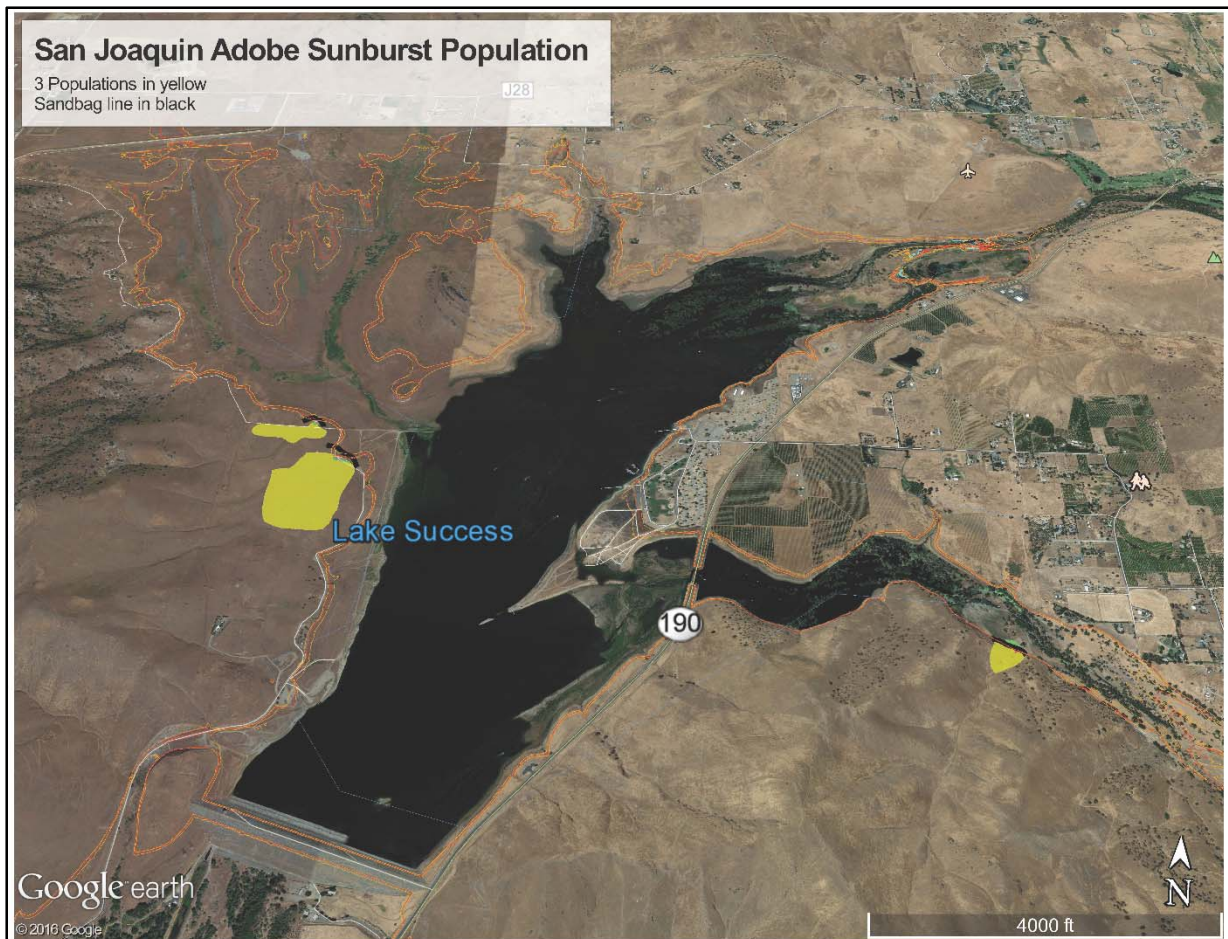 San Joaquin Adobe Sunburst Population
3 Populations in yellow
Sandbag line in black
J28
Lake Success
190
N
Google earth
© 2016 Google
4000 ft